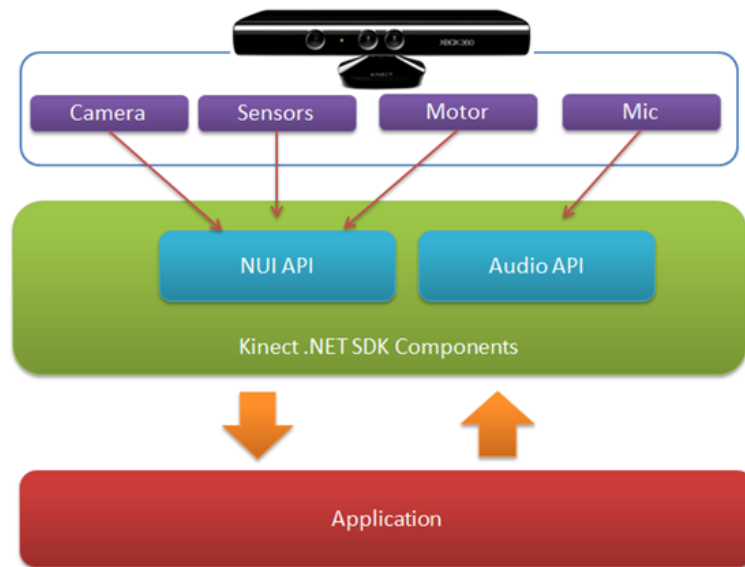 XBOX 360
KINECT
Camera
Sensors
Motor
Mic
NUI API
Audio API
Kinect .NET SDK Components
Application